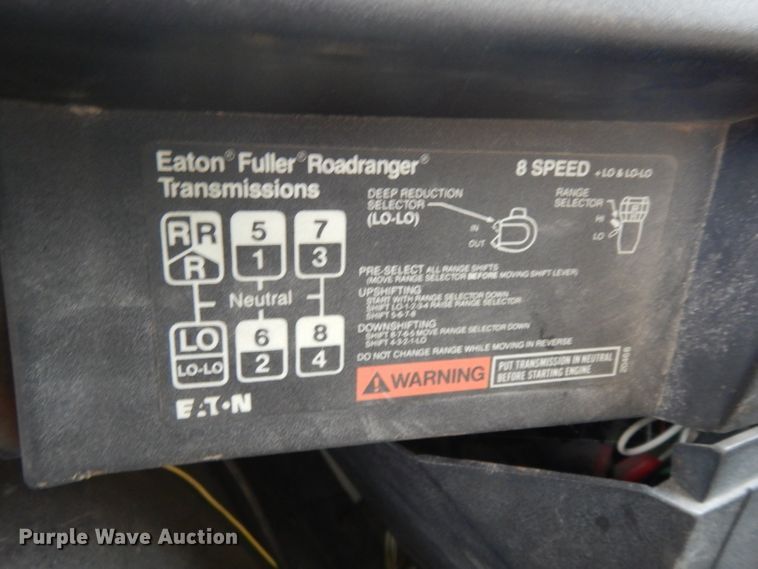 Eaton® Fuller® Roadranger®
Transmissions
8 SPEED + LO & LO-LO
DEEP REDUCTION
SELECTOR
(LO-LO)
IN
OUT
RANGE
SELECTOR
HI
LO
R R
R
5
1
7
3
Neutral
LO
LO-LO
6
2
8
4
PRE-SELECT ALL RANGE SHIFTS
(MOVE RANGE SELECTOR BEFORE MOVING SHIFT LEVER)
UPSHIFTING
START WITH RANGE SELECTOR DOWN
SHIFT LO-1-2-3-4 RAISE RANGE SELECTOR
SHIFT 5-6-7-8
DOWNSHIFTING
SHIFT 8-7-6-5 MOVE RANGE SELECTOR DOWN
SHIFT 4-3-2-1-LO
DO NOT CHANGE RANGE WHILE MOVING IN REVERSE
WARNING
PUT TRANSMISSION IN NEUTRAL
BEFORE STARTING ENGINE
20468
EATON
Purple Wave Auction